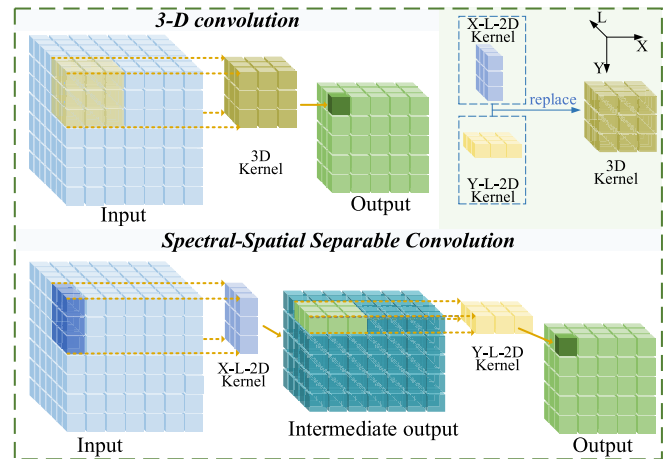 3-D convolution
Input
3D
Kernel
Output
X-L-2D
Kernel
replace
Y-L-2D
Kernel
L
X
Y
3D
Kernel
Spectral-Spatial Separable Convolution
Input
X-L-2D
Kernel
Intermediate output
Y-L-2D
Kernel
Output